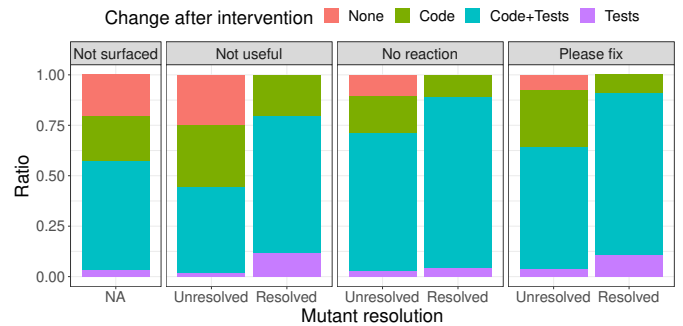 Change after intervention None Code Code+Tests Tests
Not surfaced Not useful No reaction Please fix
1.00
0.75
0.50
0.25
0.00
Ratio
NA Unresolved Resolved Unresolved Resolved Unresolved Resolved
Mutant resolution